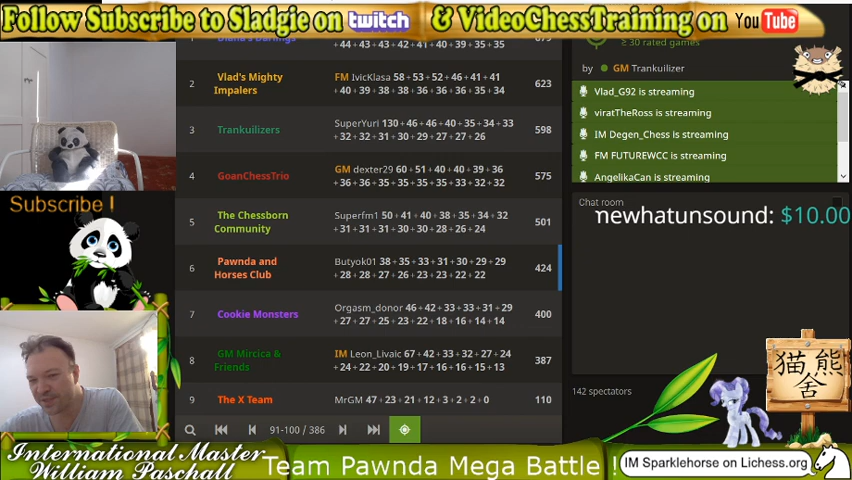 Follow Subscribe to Sladgie on twitch & VideoChessTraining on YouTube
≥ 30 rated games
by GM Trankuilizer
Vlad_G92 is streaming
viratTheRoss is streaming
IM Degen_Chess is streaming
FM FUTUREWCC is streaming
AngelikaCan is streaming
Chat room
newhatunsound: $10.00
142 spectators
44+43+43+42+41+40+39+35+35
2 Vlad's Mighty Impalers FM IvicKlasa 58+53+52+46+41+41 623
+40+39+38+38+36+36+36+35+34
3 Trankuilizers SuperYuri 130+46+46+40+35+34+33 598
+32+32+31+30+29+27+27+26
4 GoanChessTrio GM dexter29 60+51+40+40+39+36 575
+36+36+35+35+35+35+33+32+32
5 The Chessborn Community Superfm1 50+41+40+38+35+34+32 501
+31+31+31+30+30+28+26+24
6 Pawnda and Horses Club Butyok01 38+35+33+31+30+29+29 424
+28+28+27+26+23+23+22+22
7 Cookie Monsters Orgasm_donor 46+42+33+33+31+29 400
+27+27+25+23+22+18+16+14+14
8 GM Mircica & Friends IM Leon_Livaic 67+42+33+32+27+24 387
+24+22+20+19+17+16+16+15+13
9 The X Team MrGM 47+23+21+12+3+2+2+0 110
91-100 / 386
Subscribe !
猫熊
舍
International Master
William Paschall
Team Pawnda Mega Battle !
IM Sparklehorse on Lichess.org